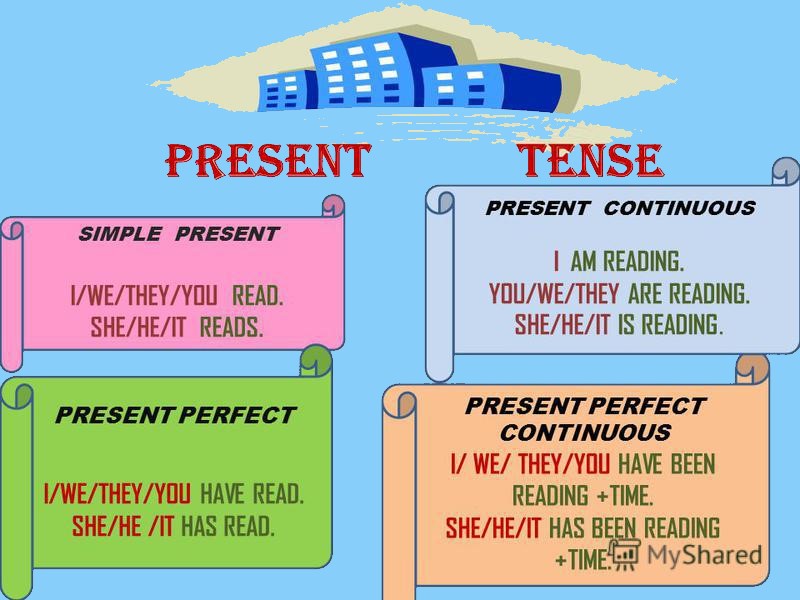 PRESENT TENSE
SIMPLE PRESENT
I/WE/THEY/YOU READ.
SHE/HE/IT READS.
PRESENT CONTINUOUS
I AM READING.
YOU/WE/THEY ARE READING.
SHE/HE/IT IS READING.
PRESENT PERFECT
I/WE/THEY/YOU HAVE READ.
SHE/HE /IT HAS READ.
PRESENT PERFECT
CONTINUOUS
I/ WE/ THEY/YOU HAVE BEEN
READING +TIME.
SHE/HE/IT HAS BEEN READING
+TIME.
MyShared